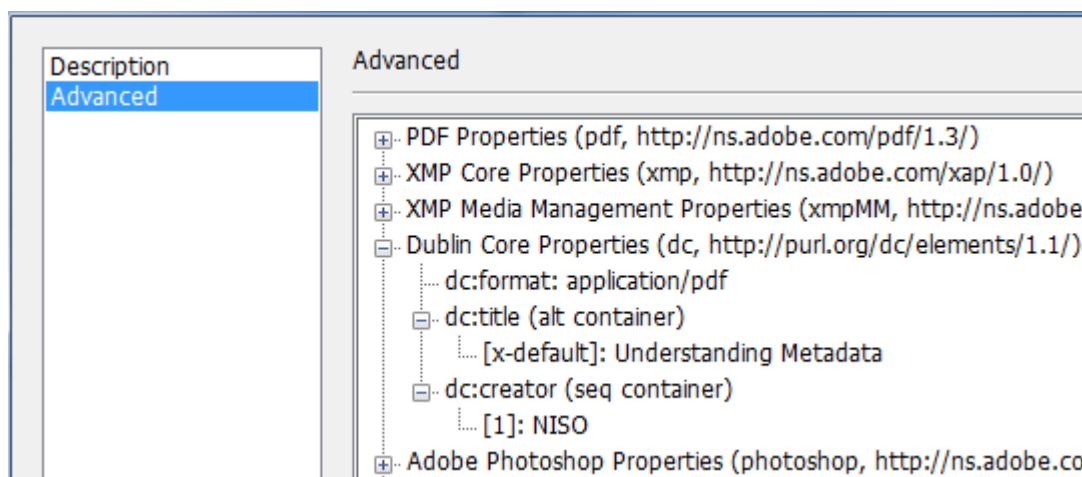 Description
Advanced
Advanced
PDF Properties (pdf, http://ns.adobe.com/pdf/1.3/)
XMP Core Properties (xmp, http://ns.adobe.com/xap/1.0/)
XMP Media Management Properties (xmpMM, http://ns.adobe
Dublin Core Properties (dc, http://purl.org/dc/elements/1.1/)
dc:format: application/pdf
dc:title (alt container)
[x-default]: Understanding Metadata
dc:creator (seq container)
[1]: NISO
Adobe Photoshop Properties (photoshop, http://ns.adobe.co